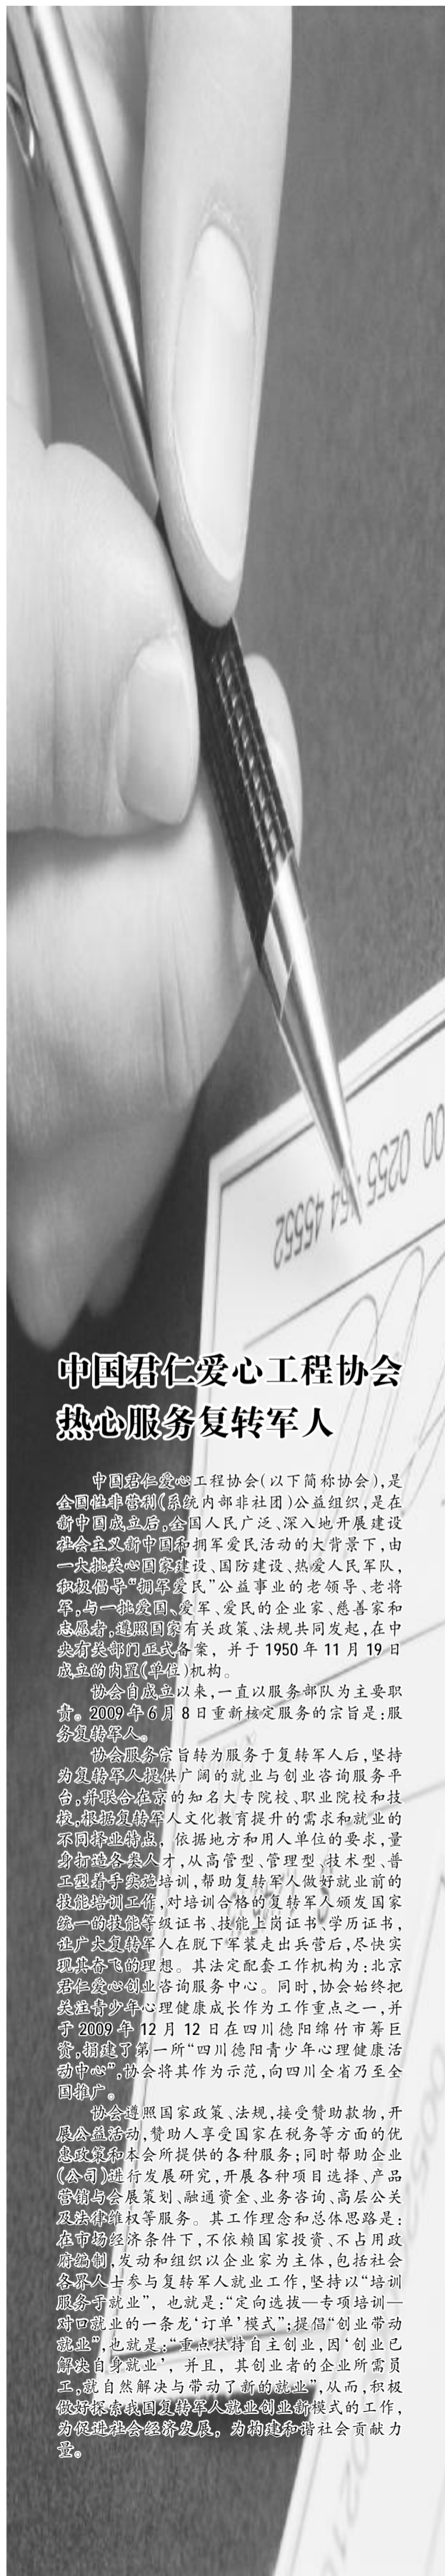 00 0255 454 45552
中国君仁爱心工程协会
热心服务复转军人
中国君仁爱心工程协会(以下简称协会),是
全国性非营利(系统内部非社团)公益组织,是在
新中国成立后,全国人民广泛、深入地开展建设
社会主义新中国和拥军爱民活动的大背景下,由
一大批关心国家建设、国防建设、热爱人民军队,
积极倡导“拥军爱民”公益事业的老领导、老将
军,与一批爱国、爱军、爱民的企业家、慈善家和
志愿者,遵照国家有关政策、法规共同发起,在中
央有关部门正式备案，并于1950年11月19日
成立的内置(单位)机构。
协会自成立以来,一直以服务部队为主要职
责。2009年6月8日重新核定服务的宗旨是:服
务复转军人。
协会服务宗旨转为服务于复转军人后,坚持
为复转军人提供广阔的就业与创业咨询服务平
台,并联合在京的知名大专院校、职业院校和技
校,根据复转军人文化教育提升的需求和就业的
不同择业特点，依据地方和用人单位的要求,量
身打造各类人才,从高管型、管理型、技术型、普
工型着手实施培训,帮助复转军人做好就业前的
技能培训工作,对培训合格的复转军人颁发国家
统一的技能等级证书、技能上岗证书、学历证书,
让广大复转军人在脱下军装走出兵营后,尽快实
现其奋飞的理想。其法定配套工作机构为:北京
君仁爱心创业咨询服务中心。同时,协会始终把
关注青少年心理健康成长作为工作重点之一,并
于2009年12月12日在四川德阳绵竹市筹巨
资,捐建了第一所“四川德阳青少年心理健康活
动中心”,协会将其作为示范,向四川全省乃至全
国推广。
协会遵照国家政策、法规,接受赞助款物,开
展公益活动,赞助人享受国家在税务等方面的优
惠政策和本会所提供的各种服务;同时帮助企业
(公司)进行发展研究,开展各种项目选择、产品
营销与会展策划、融通资金、业务咨询、高层公关
及法律维权等服务。其工作理念和总体思路是:
在市场经济条件下,不依赖国家投资、不占用政
府编制,发动和组织以企业家为主体,包括社会
各界人士参与复转军人就业工作,坚持以“培训
服务于就业”，也就是:“定向选拔—专项培训—
对口就业的一条龙‘订单’模式”;提倡“创业带动
就业”,也就是:“重点扶持自主创业,因‘创业已
解决自身就业’，并且，其创业者的企业所需员
工,就自然解决与带动了新的就业”,从而,积极
做好探索我国复转军人就业创业新模式的工作,
为促进社会经济发展，为构建和谐社会贡献力
量。